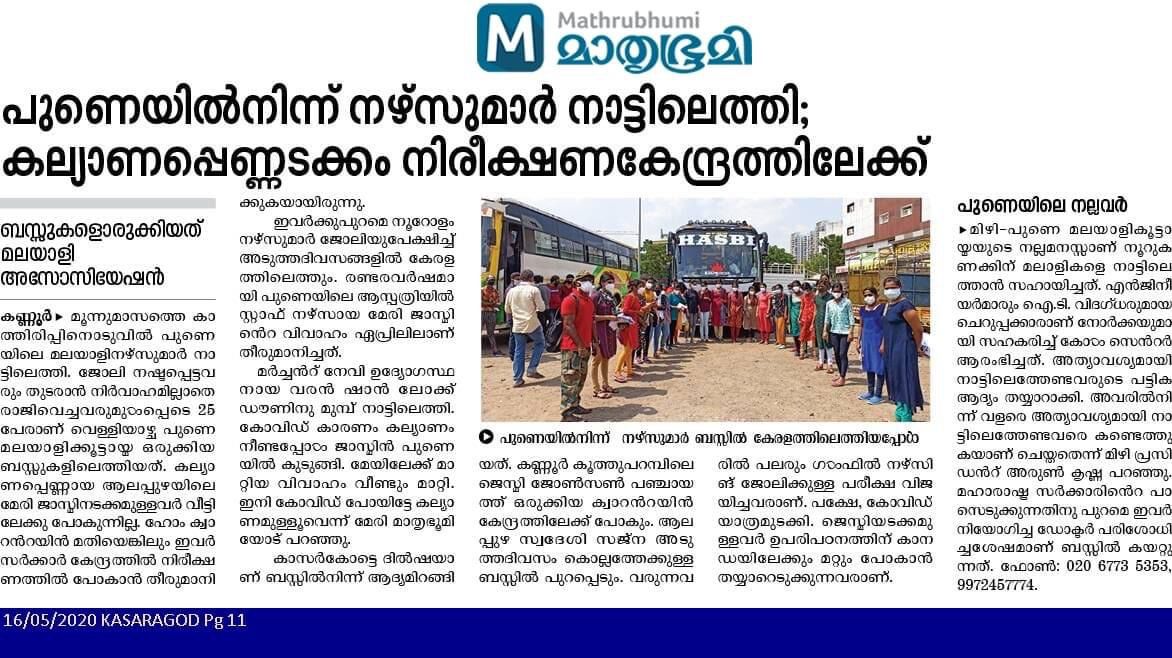 Mathrubhumi
മാതൃഭൂമി
പുണെയിൽനിന്ന് നഴ്സുമാർ നാട്ടിലെത്തി;
കല്യാണപ്പെണ്ണടക്കം നിരീക്ഷണകേന്ദ്രത്തിലേക്ക്
ബസ്സുകളൊരുക്കിയത്
മലയാളി
അസോസിയേഷൻ
കണ്ണൂർ ▸ മൂന്നുമാസത്തെ കാ
ത്തിരിപ്പിനൊടുവിൽ പുണെ
യിലെ മലയാളിനഴ്സുമാർ നാ
ട്ടിലെത്തി. ജോലി നഷ്ടപ്പെട്ടവ
രും തുടരാൻ നിർവാഹമില്ലാതെ
രാജിവെച്ചവരുമുൾപ്പെടെ 25
പേരാണ് വെള്ളിയാഴ്ച പുണെ
മലയാളിക്കൂട്ടായ്മ ഒരുക്കിയ
ബസ്സുകളിലെത്തിയത്. കല്യാ
ണപ്പെണ്ണായ ആലപ്പുഴയിലെ
മേരി ജാസ്മിനടക്കമുള്ളവർ വീട്ടി
ലേക്കു പോകുന്നില്ല. ഹോം ക്വാ
റൻറയിൻ മതിയെങ്കിലും ഇവർ
സർക്കാർ കേന്ദ്രത്തിൽ നിരീക്ഷ
ണത്തിൽ പോകാൻ തീരുമാനി
ക്കുകയായിരുന്നു.
ഇവർക്കുപുറമെ നൂറോളം
നഴ്സുമാർ ജോലിയുപേക്ഷിച്ച്
അടുത്തദിവസങ്ങളിൽ കേരള
ത്തിലെത്തും. രണ്ടരവർഷമാ
യി പുണെയിലെ ആസ്പത്രിയിൽ
സ്റ്റാഫ് നഴ്സായ മേരി ജാസ്മി
ൻെറ വിവാഹം ഏപ്രിലിലാണ്
തീരുമാനിച്ചത്.
മർച്ചൻറ് നേവി ഉദ്യോഗസ്ഥ
നായ വരൻ ഷാൻ ലോക്ക്
ഡൗണിനു മുമ്പ് നാട്ടിലെത്തി.
കോവിഡ് കാരണം കല്യാണം
നീണ്ടപ്പോൾ ജാസ്മിൻ പുണെ
യിൽ കുടുങ്ങി. മേയിലേക്ക് മാ
റ്റിയ വിവാഹം വീണ്ടും മാറ്റി.
ഇനി കോവിഡ് പോയിട്ടേ കല്യാ
ണമുള്ളൂവെന്ന് മേരി മാതൃഭൂമി
യോട് പറഞ്ഞു.
കാസർകോട്ടെ ദിൽഷയാ
ണ് ബസ്സിൽനിന്ന് ആദ്യമിറങ്ങി
HASBI
പുണെയിൽനിന്ന് നഴ്സുമാർ ബസ്സിൽ കേരളത്തിലെത്തിയപ്പോൾ
യത്. കണ്ണൂർ കൂത്തുപറമ്പിലെ
ജെസ്മി ജോൺസൺ പഞ്ചായ
ത്ത് ഒരുക്കിയ ക്വാറൻറയിൻ
കേന്ദ്രത്തിലേക്ക് പോകും. ആല
പ്പുഴ സ്വദേശി സജ്ന അടു
ത്തദിവസം കൊല്ലത്തേക്കുള്ള
ബസ്സിൽ പുറപ്പെടും. വരുന്നവ
രിൽ പലരും ഗൾഫിൽ നഴ്സി
ങ് ജോലിക്കുള്ള പരീക്ഷ വിജ
യിച്ചവരാണ്. പക്ഷേ, കോവിഡ്
യാത്രമുടക്കി. ജെസ്മിയടക്കമു
ള്ളവർ ഉപരിപഠനത്തിന് കാന
ഡയിലേക്കും മറ്റും പോകാൻ
തയ്യാറെടുക്കുന്നവരാണ്.
പുണെയിലെ നല്ലവർ
▸മിഴി-പുണെ മലയാളികൂട്ടാ
യ്മയുടെ നല്ലമനസ്സാണ് നൂറുക
ണക്കിന് മലാളികളെ നാട്ടിലെ
ത്താൻ സഹായിച്ചത്. എൻജിനീ
യർമാരും ഐ.ടി. വിദഗ്ധരുമായ
ചെറുപ്പക്കാരാണ് നോർക്കയുമാ
യി സഹകരിച്ച് കോൾ സെൻറർ
ആരംഭിച്ചത്. അത്യാവശ്യമായി
നാട്ടിലെത്തേണ്ടവരുടെ പട്ടിക
ആദ്യം തയ്യാറാക്കി. അവരിൽനി
ന്ന് വളരെ അത്യാവശ്യമായി നാ
ട്ടിലെത്തേണ്ടവരെ കണ്ടെത്തു
കയാണ് ചെയ്തതെന്ന് മിഴി പ്രസി
ഡൻറ് അരുൺ കൃഷ്ണ പറഞ്ഞു.
മഹാരാഷ്ട്ര സർക്കാരിൻെറ പാ
സെടുക്കുന്നതിനു പുറമെ ഇവർ
നിയോഗിച്ച ഡോക്ടർ പരിശോധി
ച്ചശേഷമാണ് ബസ്സിൽ കയറ്റു
ന്നത്. ഫോൺ: 020 6773 5353,
9972457774.
16/05/2020 KASARAGOD Pg 11